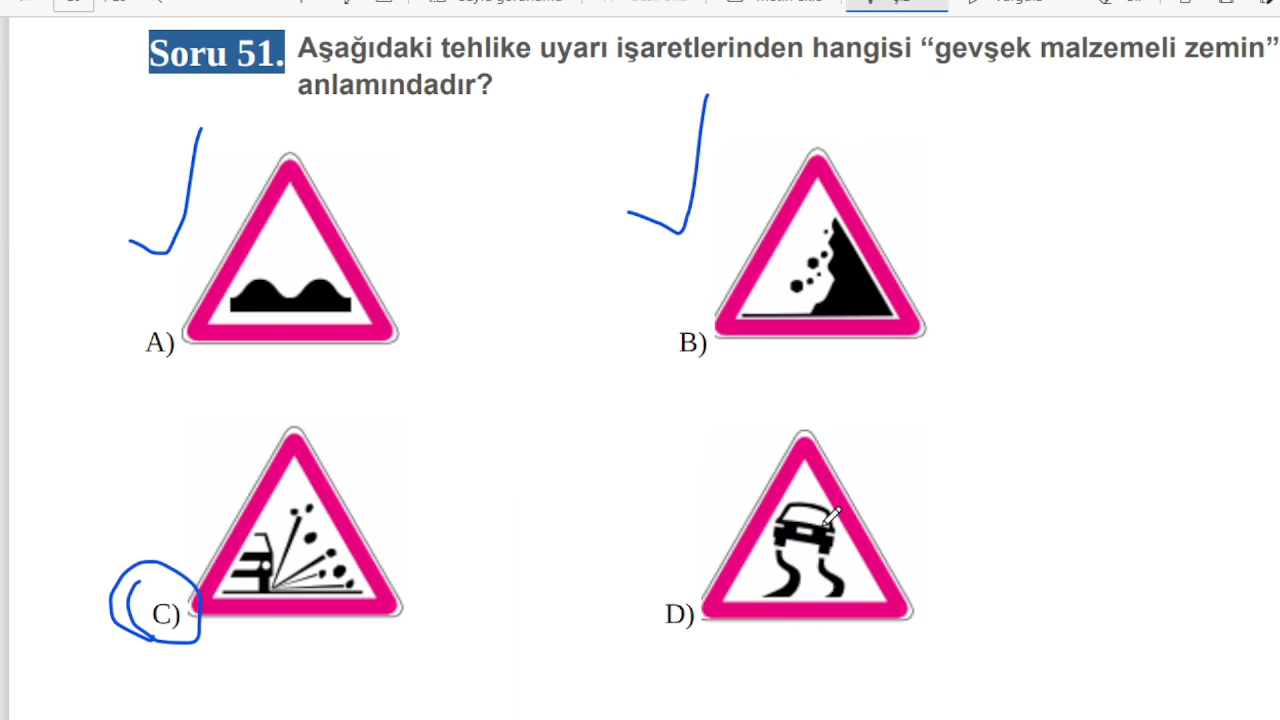 Soru 51. Aşağıdaki tehlike uyarı işaretlerinden hangisi “gevşek malzemeli zemin”
anlamındadır?
A)
B)
C)
D)